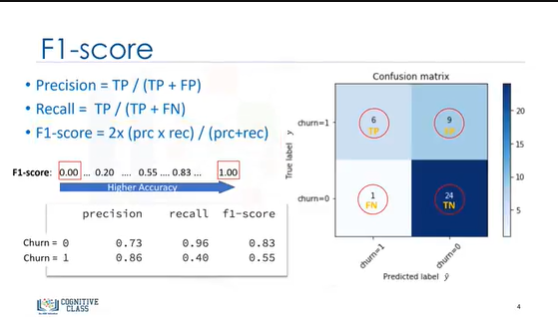 F1-score
• Precision = TP / (TP + FP)
• Recall = TP / (TP + FN)
• F1-score = 2x (prc x rec) / (prc+rec)
F1-score: 0.00 ... 0.20 .... 0.55 .... 0.83 ... 1.00
Higher Accuracy
precision recall f1-score
Churn = 0 0.73 0.96 0.83
Churn = 1 0.86 0.40 0.55
Confusion matrix
True label y
churn=1
churn=0
6
TP
9
1
FN
24
TN
churn=1
churn=0
Predicted label ŷ
20
15
10
5
COGNITIVE
CLASS
4